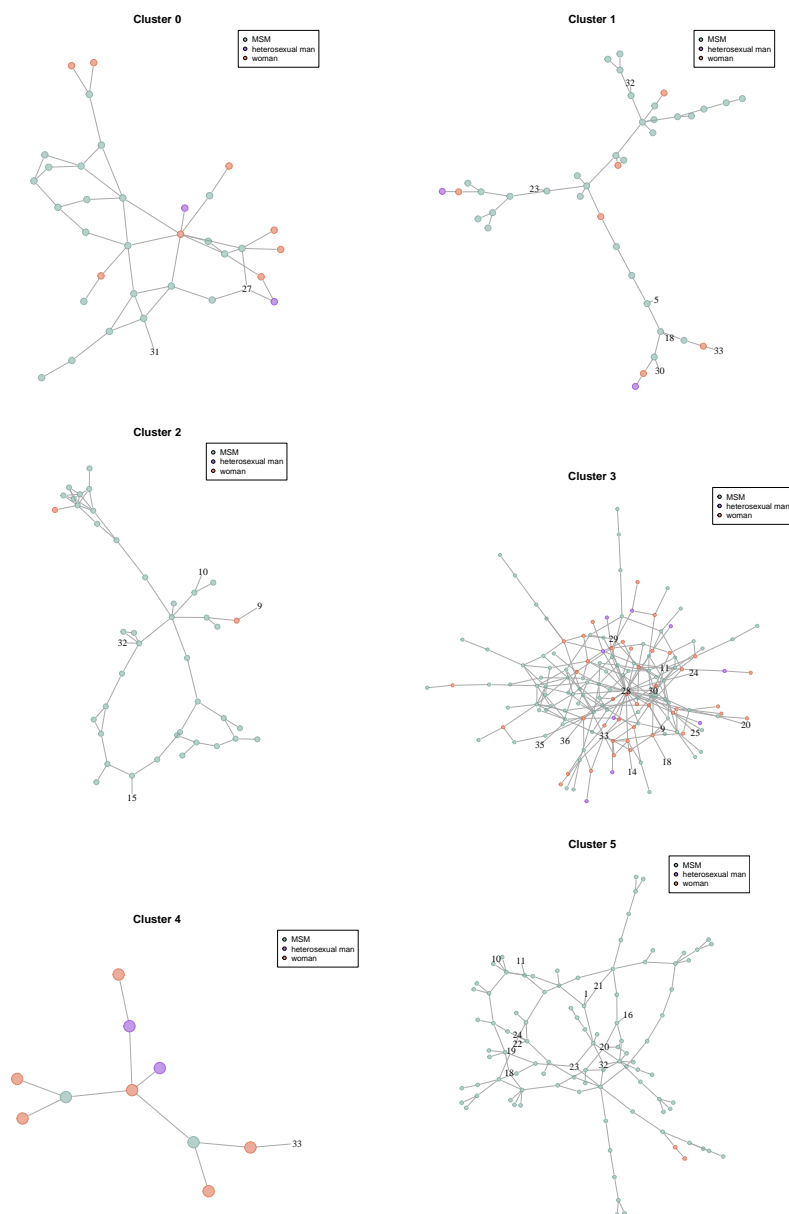 Cluster 0
MSM
heterosexual man
woman
27
31
Cluster 1
MSM
heterosexual man
woman
32
23
5
18
33
30
Cluster 2
MSM
heterosexual man
woman
10
9
32
15
Cluster 3
MSM
heterosexual man
woman
29
11
24
28
30
20
9
25
33
36
35
18
14
Cluster 4
MSM
heterosexual man
woman
33
Cluster 5
MSM
heterosexual man
woman
10
11
21
1
16
24
22
20
19
23
32
18